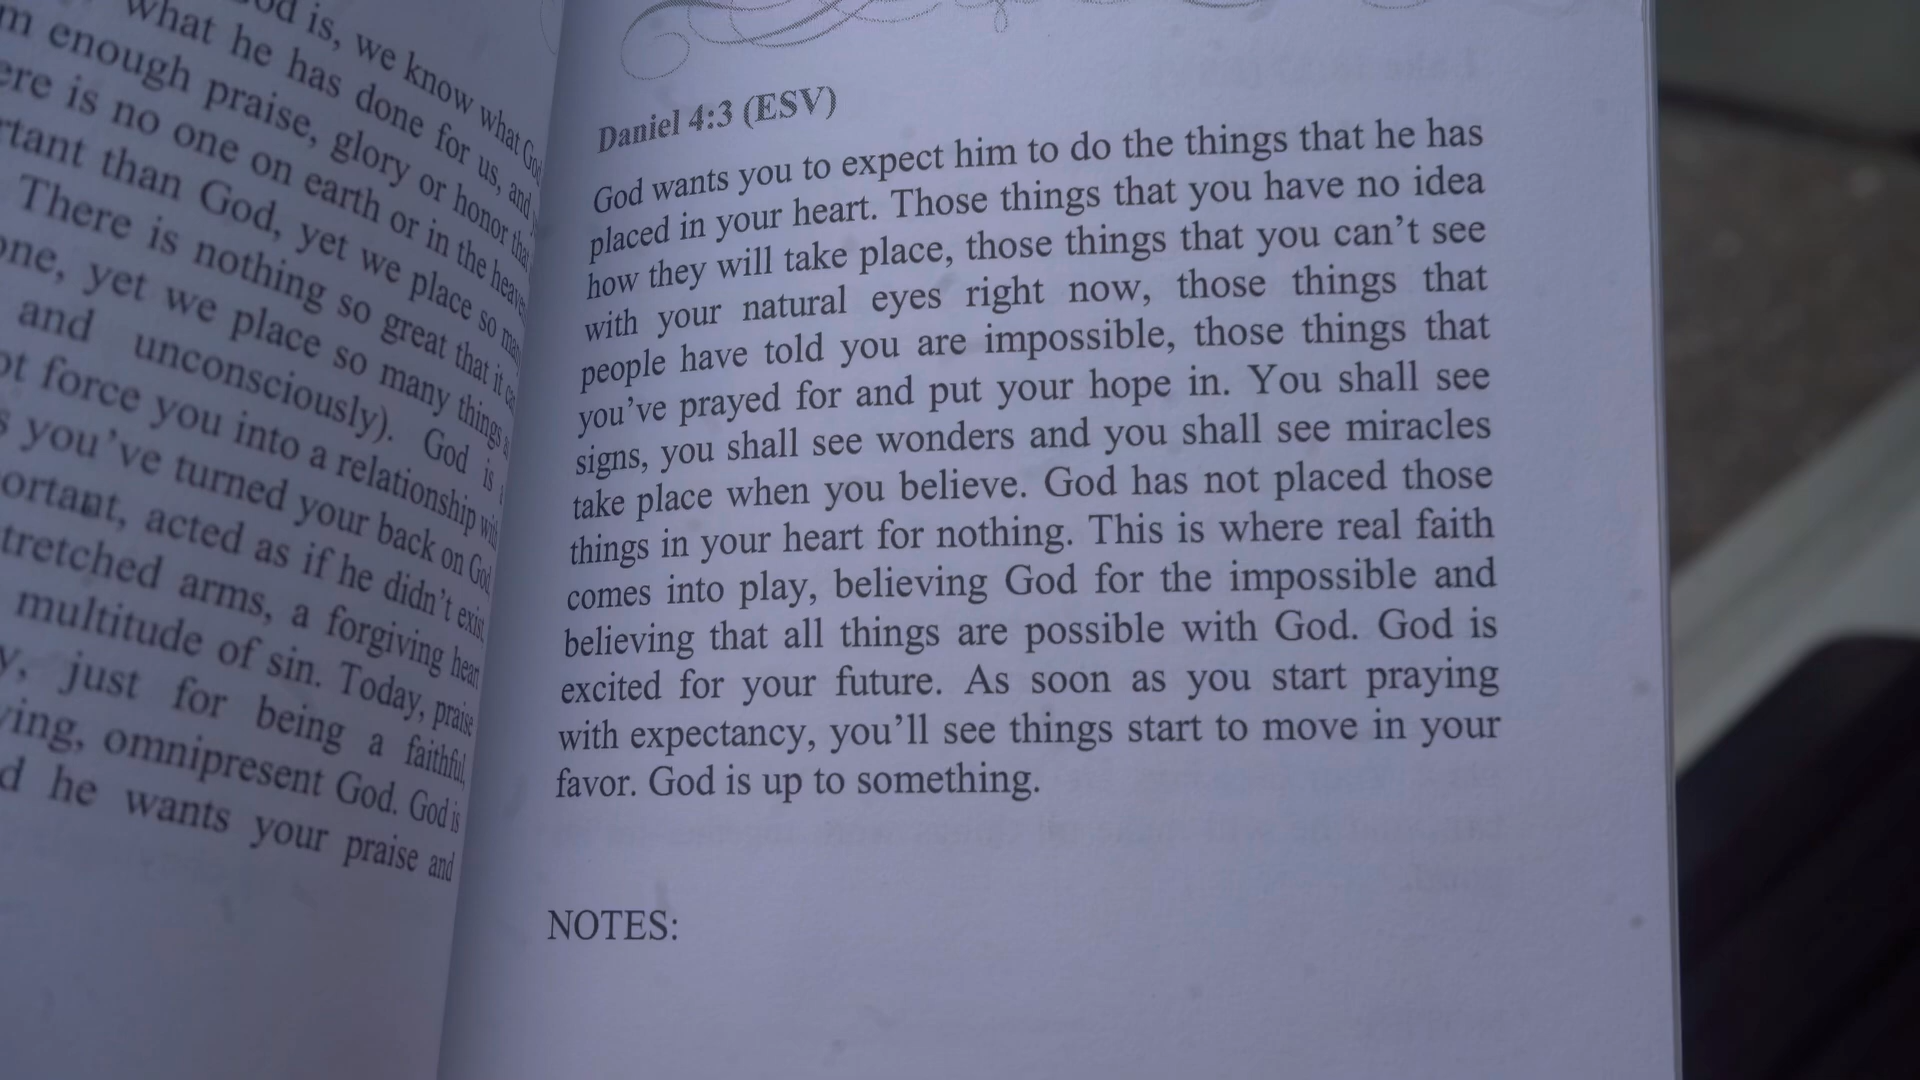 God is, we know what God
what he has done for us, and
enough praise, glory or honor that
there is no one on earth or in the
than God, yet we place so
There is nothing so great that it
yet we place so many things
and unconsciously). God is
force you into a relationship with
you've turned your back on God
acted as if he didn't exist,
arms, a forgiving heart
multitude of sin. Today, praise
just for being a faithful,
omnipresent God. God is
he wants your praise and
Daniel 4:3 (ESV)
God wants you to expect him to do the things that he has
placed in your heart. Those things that you have no idea
how they will take place, those things that you can't see
with your natural eyes right now, those things that
people have told you are impossible, those things that
you've prayed for and put your hope in. You shall see
signs, you shall see wonders and you shall see miracles
take place when you believe. God has not placed those
things in your heart for nothing. This is where real faith
comes into play, believing God for the impossible and
believing that all things are possible with God. God is
excited for your future. As soon as you start praying
with expectancy, you'll see things start to move in your
favor. God is up to something.
NOTES: